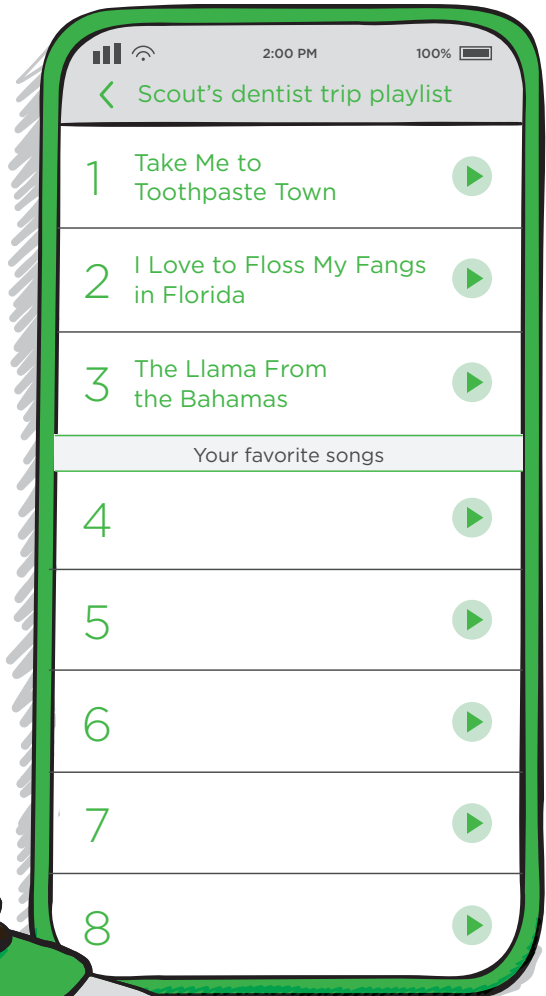 2:00 PM 100%
Scout's dentist trip playlist
1 Take Me to
Toothpaste Town
2 I Love to Floss My Fangs
in Florida
3 The Llama From
the Bahamas
Your favorite songs
4
5
6
7
8